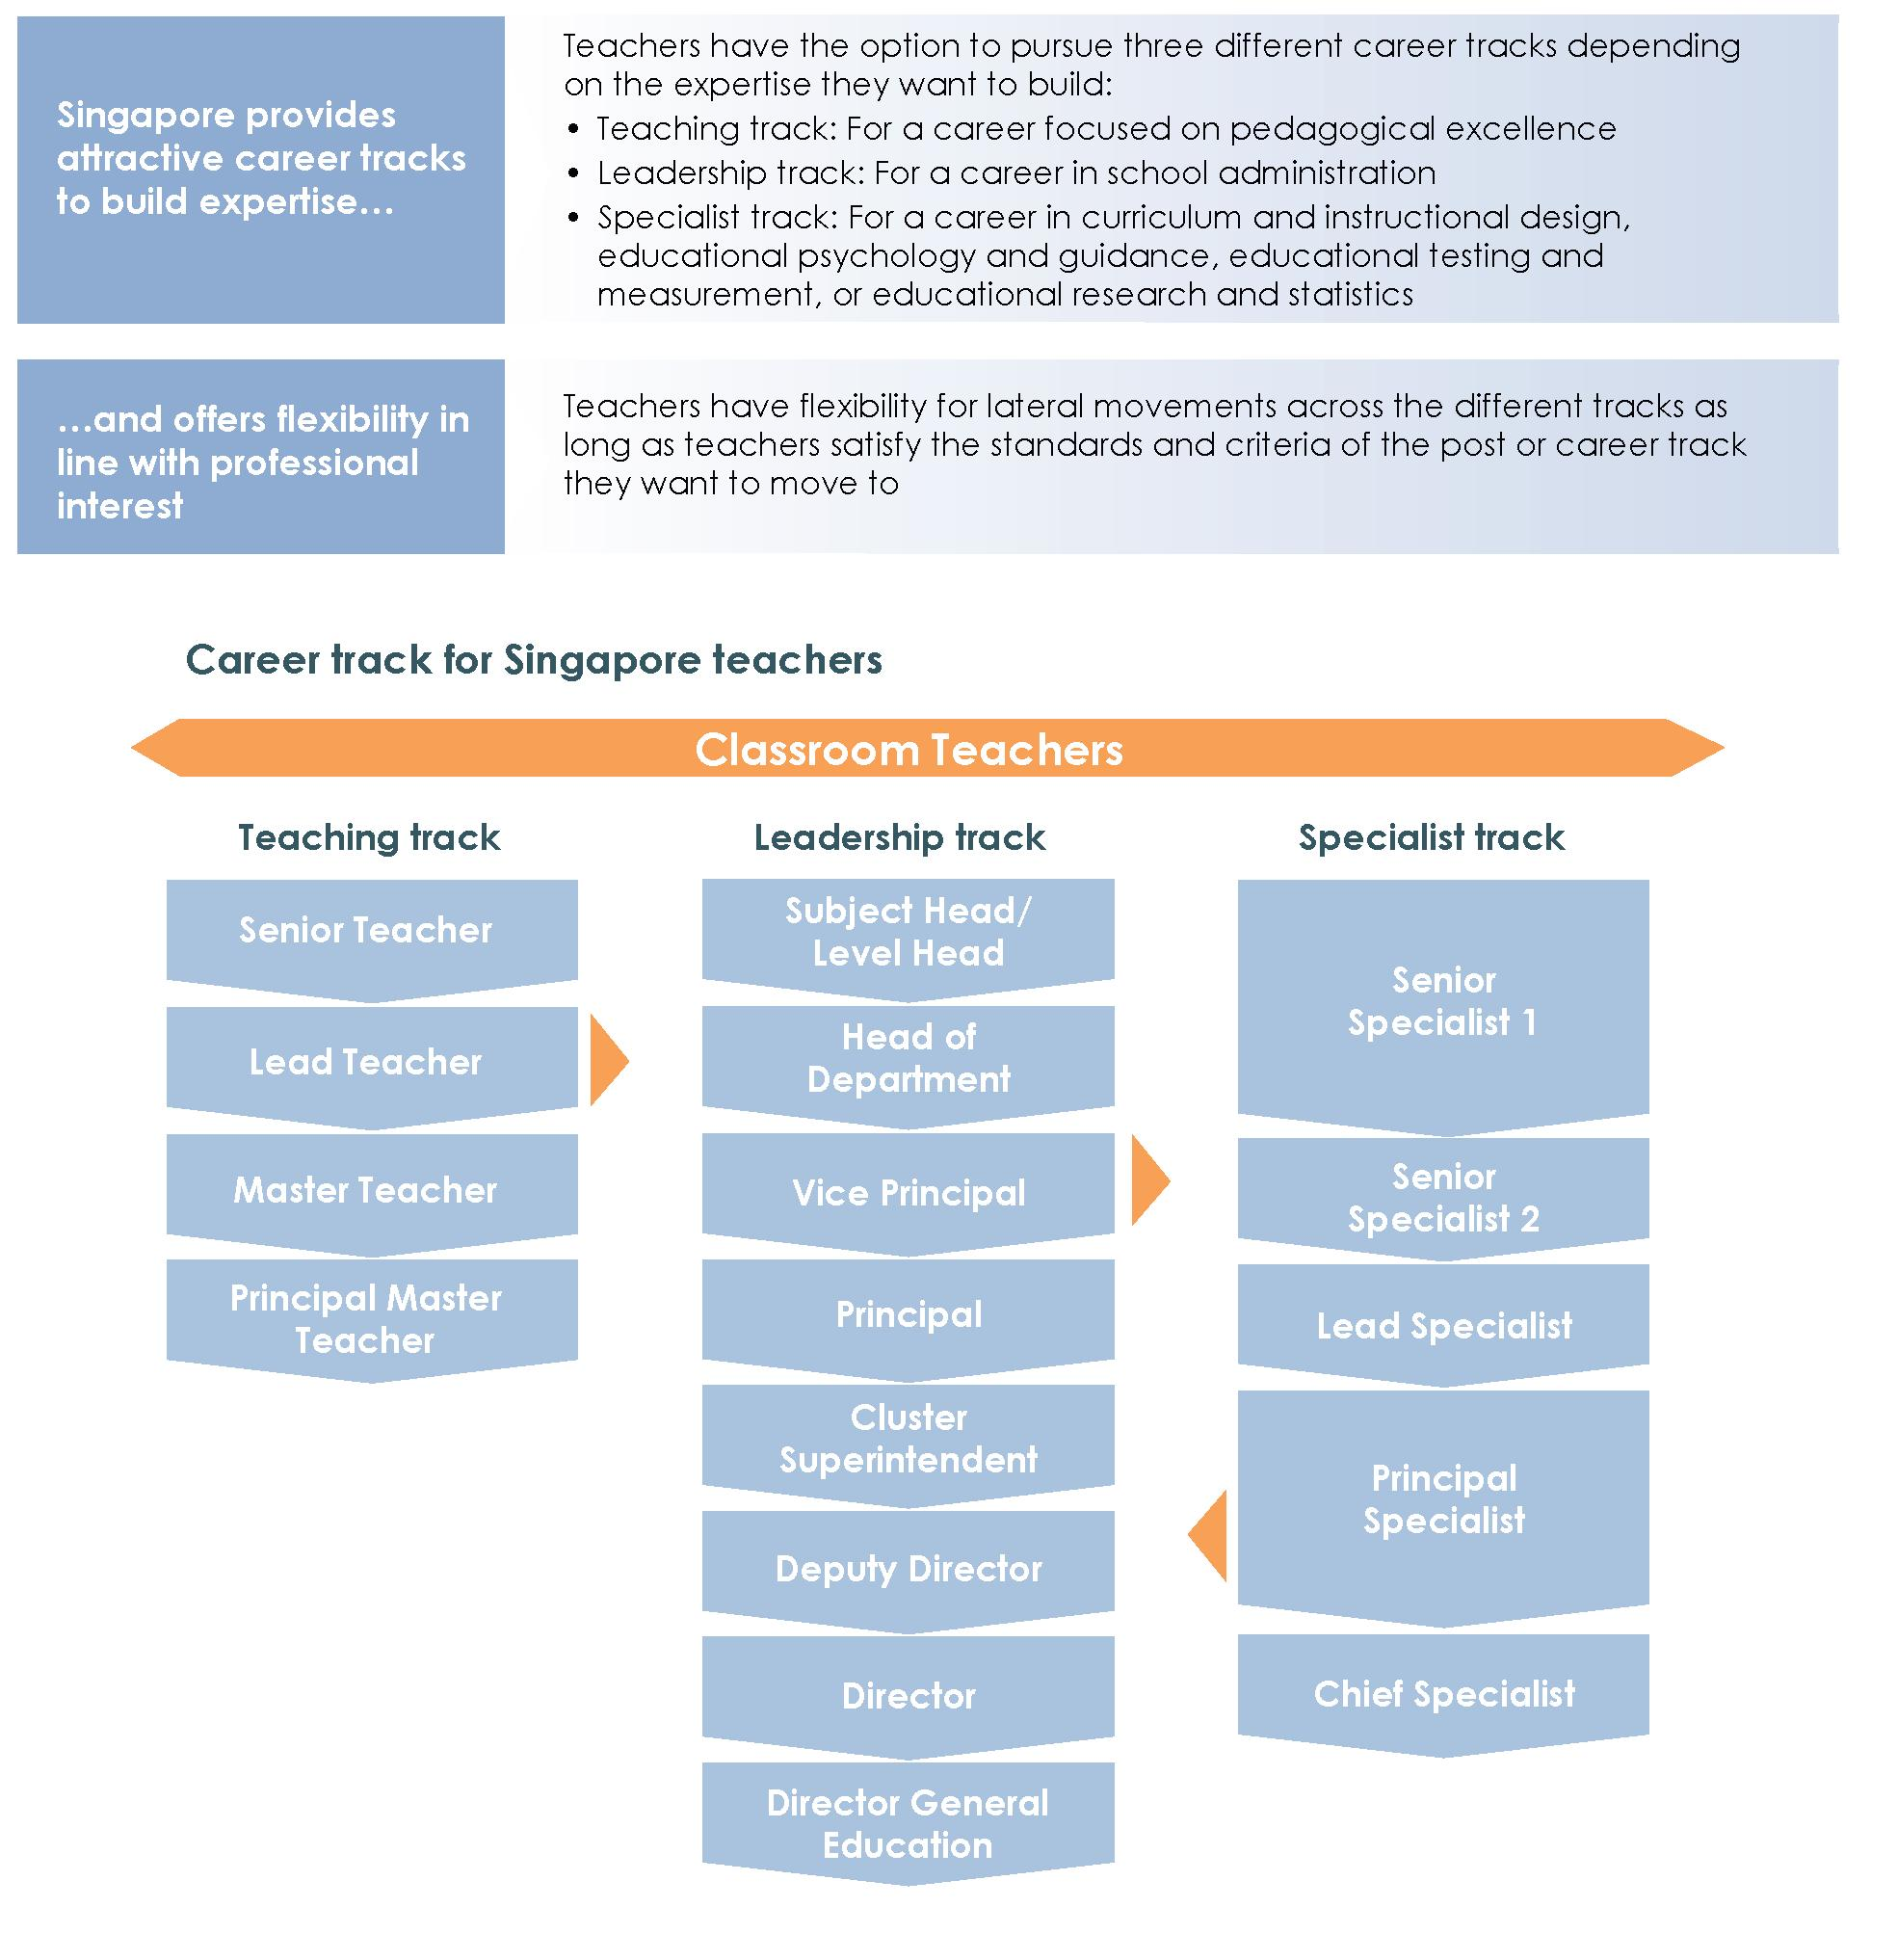 Singapore provides
attractive career tracks
to build expertise...
Teachers have the option to pursue three different career tracks depending
on the expertise they want to build:
• Teaching track: For a career focused on pedagogical excellence
• Leadership track: For a career in school administration
• Specialist track: For a career in curriculum and instructional design,
educational psychology and guidance, educational testing and
measurement, or educational research and statistics
...and offers flexibility in
line with professional
interest
Teachers have flexibility for lateral movements across the different tracks as
long as teachers satisfy the standards and criteria of the post or career track
they want to move to
Career track for Singapore teachers
Classroom Teachers
Teaching track
Senior Teacher
Lead Teacher
Master Teacher
Principal Master
Teacher
Leadership track
Subject Head/
Level Head
Head of
Department
Vice Principal
Principal
Cluster
Superintendent
Deputy Director
Director
Director General
Education
Specialist track
Senior
Specialist 1
Senior
Specialist 2
Lead Specialist
Principal
Specialist
Chief Specialist